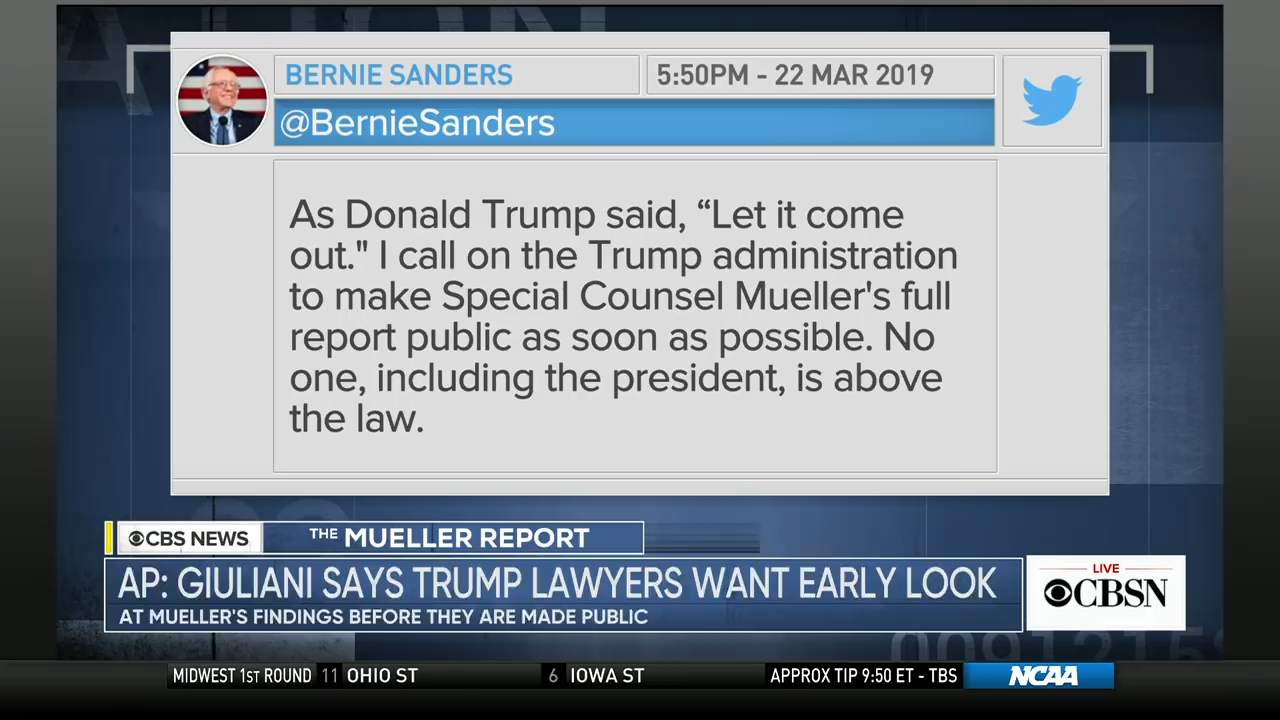 BERNIE SANDERS
5:50PM - 22 MAR 2019
@BernieSanders
As Donald Trump said, “Let it come
out." I call on the Trump administration
to make Special Counsel Mueller's full
report public as soon as possible. No
one, including the president, is above
the law.
CBS NEWS
THE MUELLER REPORT
AP: GIULIANI SAYS TRUMP LAWYERS WANT EARLY LOOK
AT MUELLER'S FINDINGS BEFORE THEY ARE MADE PUBLIC
LIVE
CBSN
MIDWEST 1ST ROUND 11 OHIO ST 6 IOWA ST APPROX TIP 9:50 ET - TBS NCAA